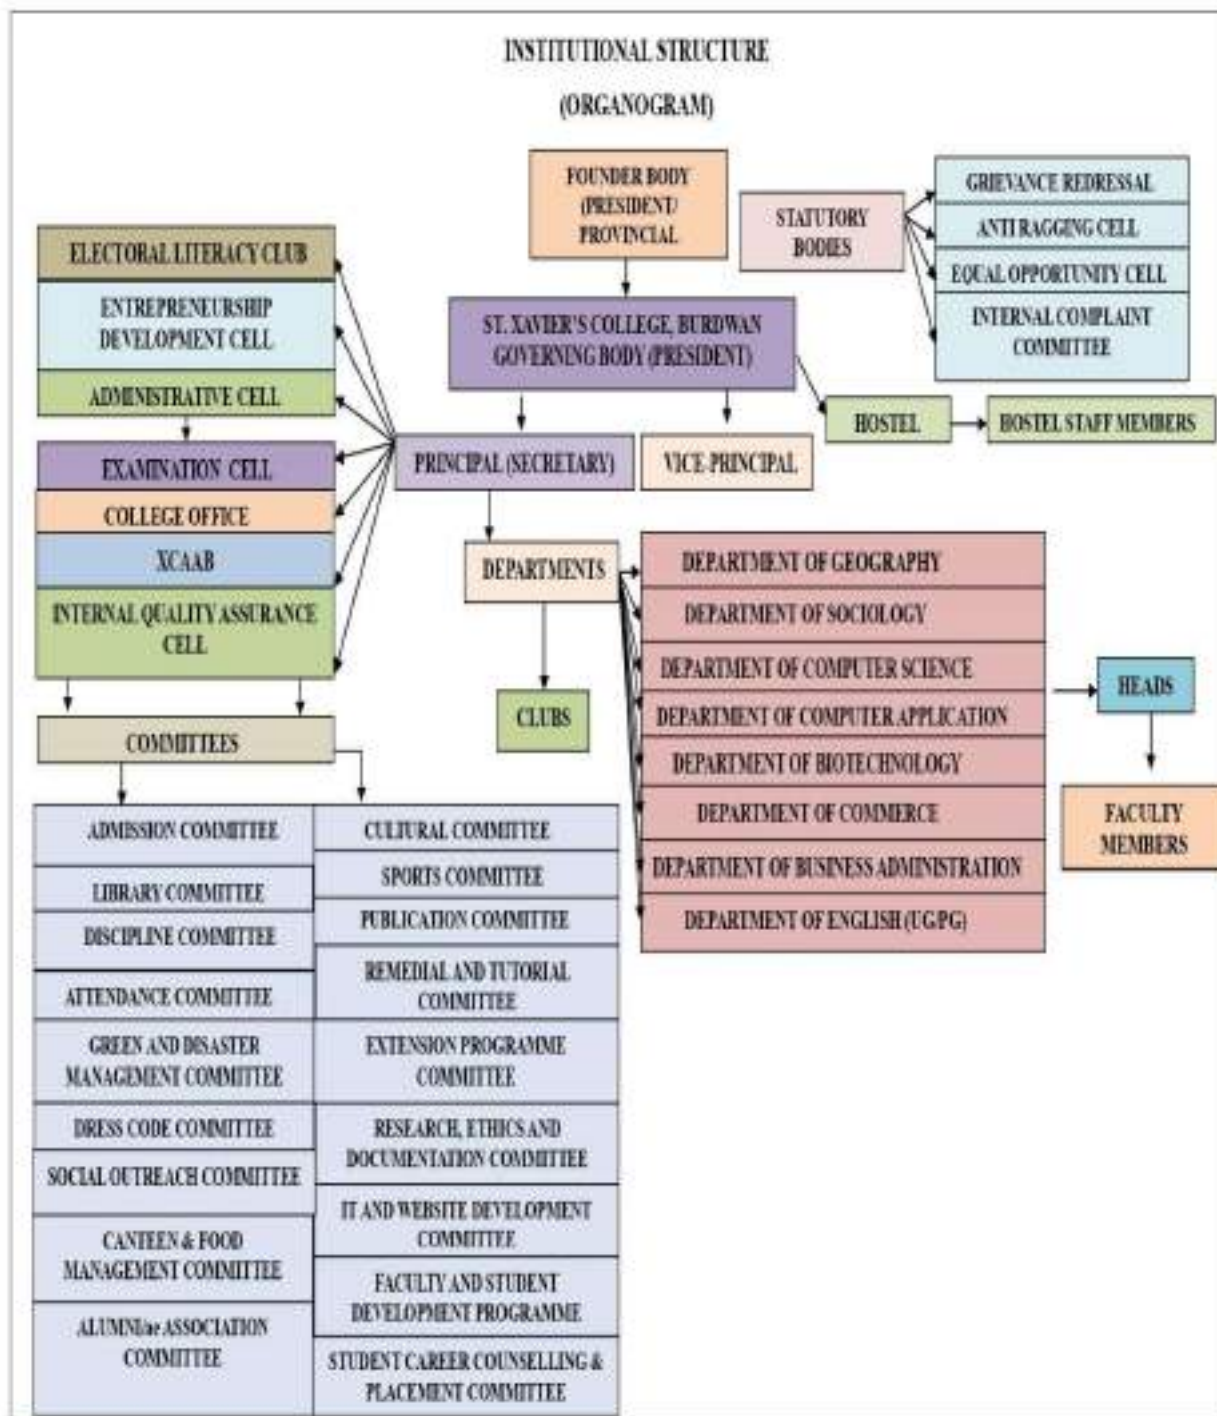 INSTITUTIONAL STRUCTURE
(ORGANOGRAM)
FOUNDER BODY
(PRESIDENT/
PROVINCIAL
STATUTORY
BODIES
GRIEVANCE REDRESSAL
ANTI RAGGING CELL
EQUAL OPPORTUNITY CELL
INTERNAL COMPLAINT
COMMITTEE
ELECTORAL LITERACY CLUB
ENTREPRENEURSHIP
DEVELOPMENT CELL
ADMINISTRATIVE CELL
EXAMINATION CELL
COLLEGE OFFICE
XCAAB
INTERNAL QUALITY ASSURANCE
CELL
ST. XAVIER'S COLLEGE, BURDWAN
GOVERNING BODY (PRESIDENT)
HOSTEL
HOSTEL STAFF MEMBERS
PRINCIPAL (SECRETARY)
VICE-PRINCIPAL
DEPARTMENTS
CLUBS
DEPARTMENT OF GEOGRAPHY
DEPARTMENT OF SOCIOLOGY
DEPARTMENT OF COMPUTER SCIENCE
DEPARTMENT OF COMPUTER APPLICATION
DEPARTMENT OF BIOTECHNOLOGY
DEPARTMENT OF COMMERCE
DEPARTMENT OF BUSINESS ADMINISTRATION
DEPARTMENT OF ENGLISH (UG/PG)
HEADS
FACULTY
MEMBERS
COMMITTEES
ADMISSION COMMITTEE
LIBRARY COMMITTEE
DISCIPLINE COMMITTEE
ATTENDANCE COMMITTEE
GREEN AND DISASTER
MANAGEMENT COMMITTEE
DRESS CODE COMMITTEE
SOCIAL OUTREACH COMMITTEE
CANTEEN & FOOD
MANAGEMENT COMMITTEE
ALUMNI/ae ASSOCIATION
COMMITTEE
CULTURAL COMMITTEE
SPORTS COMMITTEE
PUBLICATION COMMITTEE
REMEDIAL AND TUTORIAL
COMMITTEE
EXTENSION PROGRAMME
COMMITTEE
RESEARCH, ETHICS AND
DOCUMENTATION COMMITTEE
IT AND WEBSITE DEVELOPMENT
COMMITTEE
FACULTY AND STUDENT
DEVELOPMENT PROGRAMME
STUDENT CAREER COUNSELLING &
PLACEMENT COMMITTEE